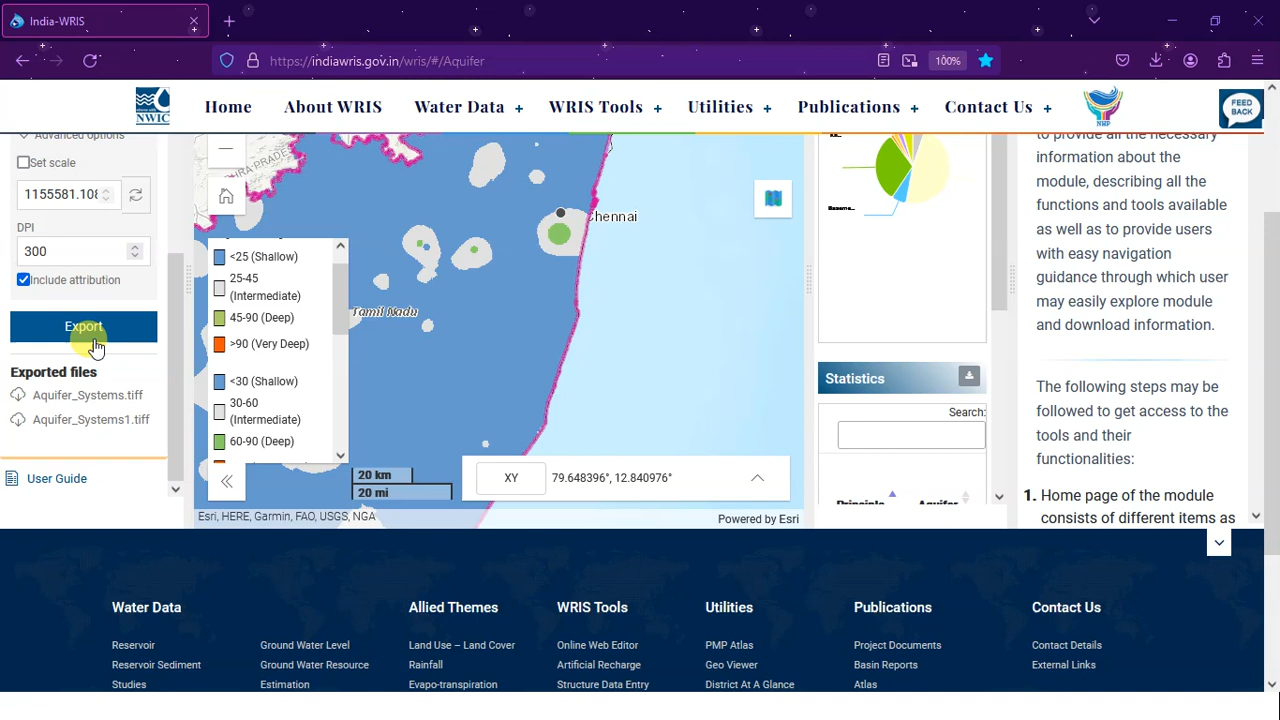 India-WRIS
https://indiawris.gov.in/wris/#/Aquifer
100%
NWIC
Home
About WRIS
Water Data +
WRIS Tools +
Utilities +
Publications +
Contact Us +
NHP
FEED BACK
Advanced options
Set scale
1155581.108
DPI
300
Include attribution
Export
Exported files
Aquifer_Systems.tiff
Aquifer_Systems1.tiff
User Guide
Chennai
Tamil Nadu
<25 (Shallow)
25-45
(Intermediate)
45-90 (Deep)
>90 (Very Deep)
<30 (Shallow)
30-60
(Intermediate)
60-90 (Deep)
20 km
20 mi
XY
79.648396°, 12.840976°
Esri, HERE, Garmin, FAO, USGS, NGA
Powered by Esri
Statistics
Search:
Principle
Aquifer
to provide all the necessary
information about the
module, describing all the
functions and tools available
as well as to provide users
with easy navigation
guidance through which user
may easily explore module
and download information.
The following steps may be
followed to get access to the
tools and their
functionalities:
1. Home page of the module
consists of different items as
Water Data
Reservoir
Reservoir Sediment
Studies
Ground Water Level
Ground Water Resource
Estimation
Allied Themes
Land Use – Land Cover
Rainfall
Evapo-transpiration
WRIS Tools
Online Web Editor
Artificial Recharge
Structure Data Entry
Utilities
PMP Atlas
Geo Viewer
District At A Glance
Publications
Project Documents
Basin Reports
Atlas
Contact Us
Contact Details
External Links